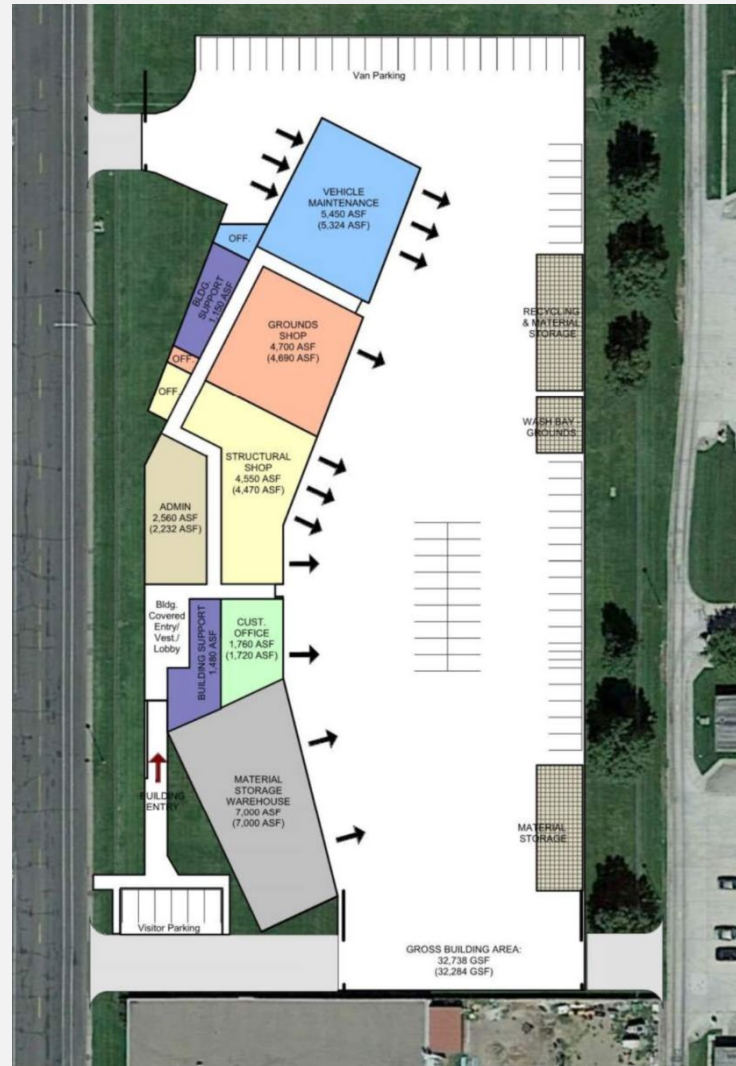 Van Parking
VEHICLE
MAINTENANCE
5,450 ASF
(5,324 ASF)
OFF.
BLDG.
SUPPORT
1,150 ASF
GROUNDS
SHOP
4,700 ASF
(4,690 ASF)
RECYCLING
& MATERIAL
STORAGE
OFF.
OFF.
WASH BAY -
GROUNDS
STRUCTURAL
SHOP
4,550 ASF
(4,470 ASF)
ADMIN
2,560 ASF
(2,232 ASF)
Bldg.
Covered
Entry/
Vest./
Lobby
BUILDING SUPPORT
1,480 ASF
CUST.
OFFICE
1,760 ASF
(1,720 ASF)
MATERIAL
STORAGE
WAREHOUSE
7,000 ASF
(7,000 ASF)
BUILDING
ENTRY
MATERIAL
STORAGE
Visitor Parking
GROSS BUILDING AREA:
32,738 GSF
(32,284 GSF)